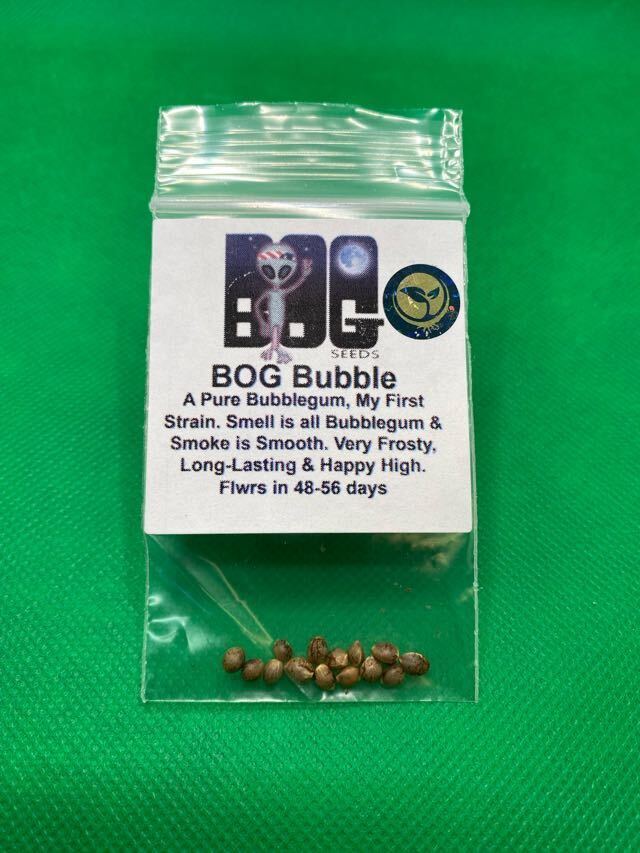 BOG
SEEDS
BOG Bubble
A Pure Bubblegum, My First
Strain. Smell is all Bubblegum &
Smoke is Smooth. Very Frosty,
Long-Lasting & Happy High.
Flwrs in 48-56 days